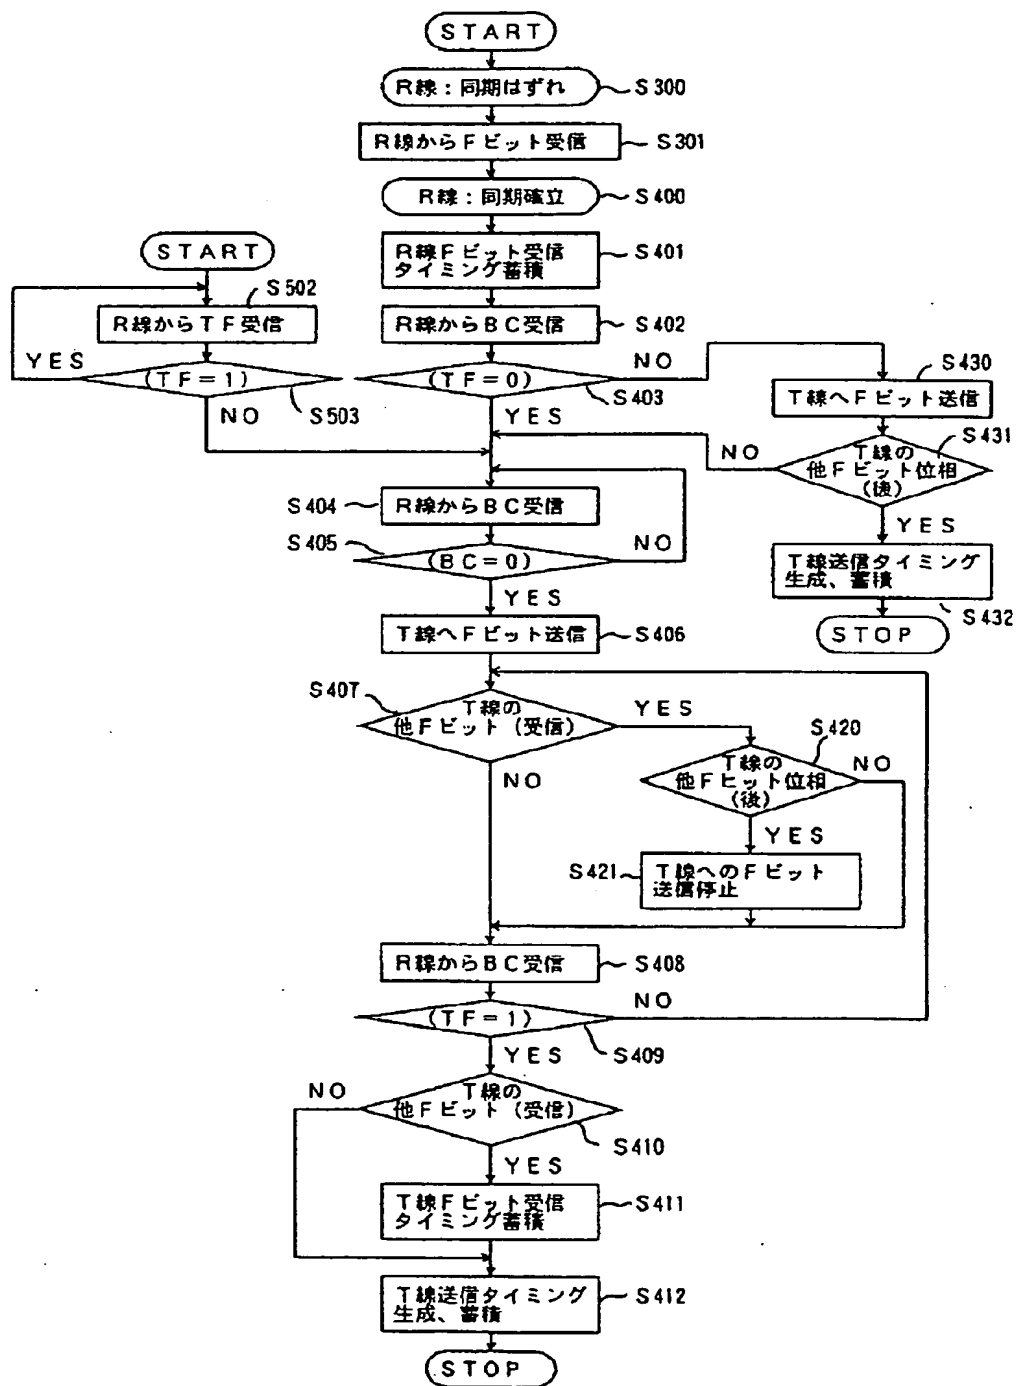 START
R線:同期はずれ
S300
R線からFビット受信
S301
R線:同期確立
S400
R線Fビット受信
タイミング蓄積
S401
START
S502
R線からTF受信
YES
(TF=1)
S503
NO
R線からBC受信
S402
(TF=0)
NO
S403
YES
S430
T線へFビット送信
S431
T線の
他Fビット位相
(後)
NO
YES
T線送信タイミング
生成、蓄積
S432
STOP
S404
R線からBC受信
S405
(BC=0)
NO
YES
T線へFビット送信
S406
S407
T線の
他Fビット(受信)
YES
NO
S420
T線の
他Fビット位相
(後)
NO
YES
S421
T線へのFビット
送信停止
R線からBC受信
S408
(TF=1)
NO
S409
YES
T線の
他Fビット(受信)
NO
S410
YES
T線Fビット受信
タイミング蓄積
S411
T線送信タイミング
生成、蓄積
S412
STOP